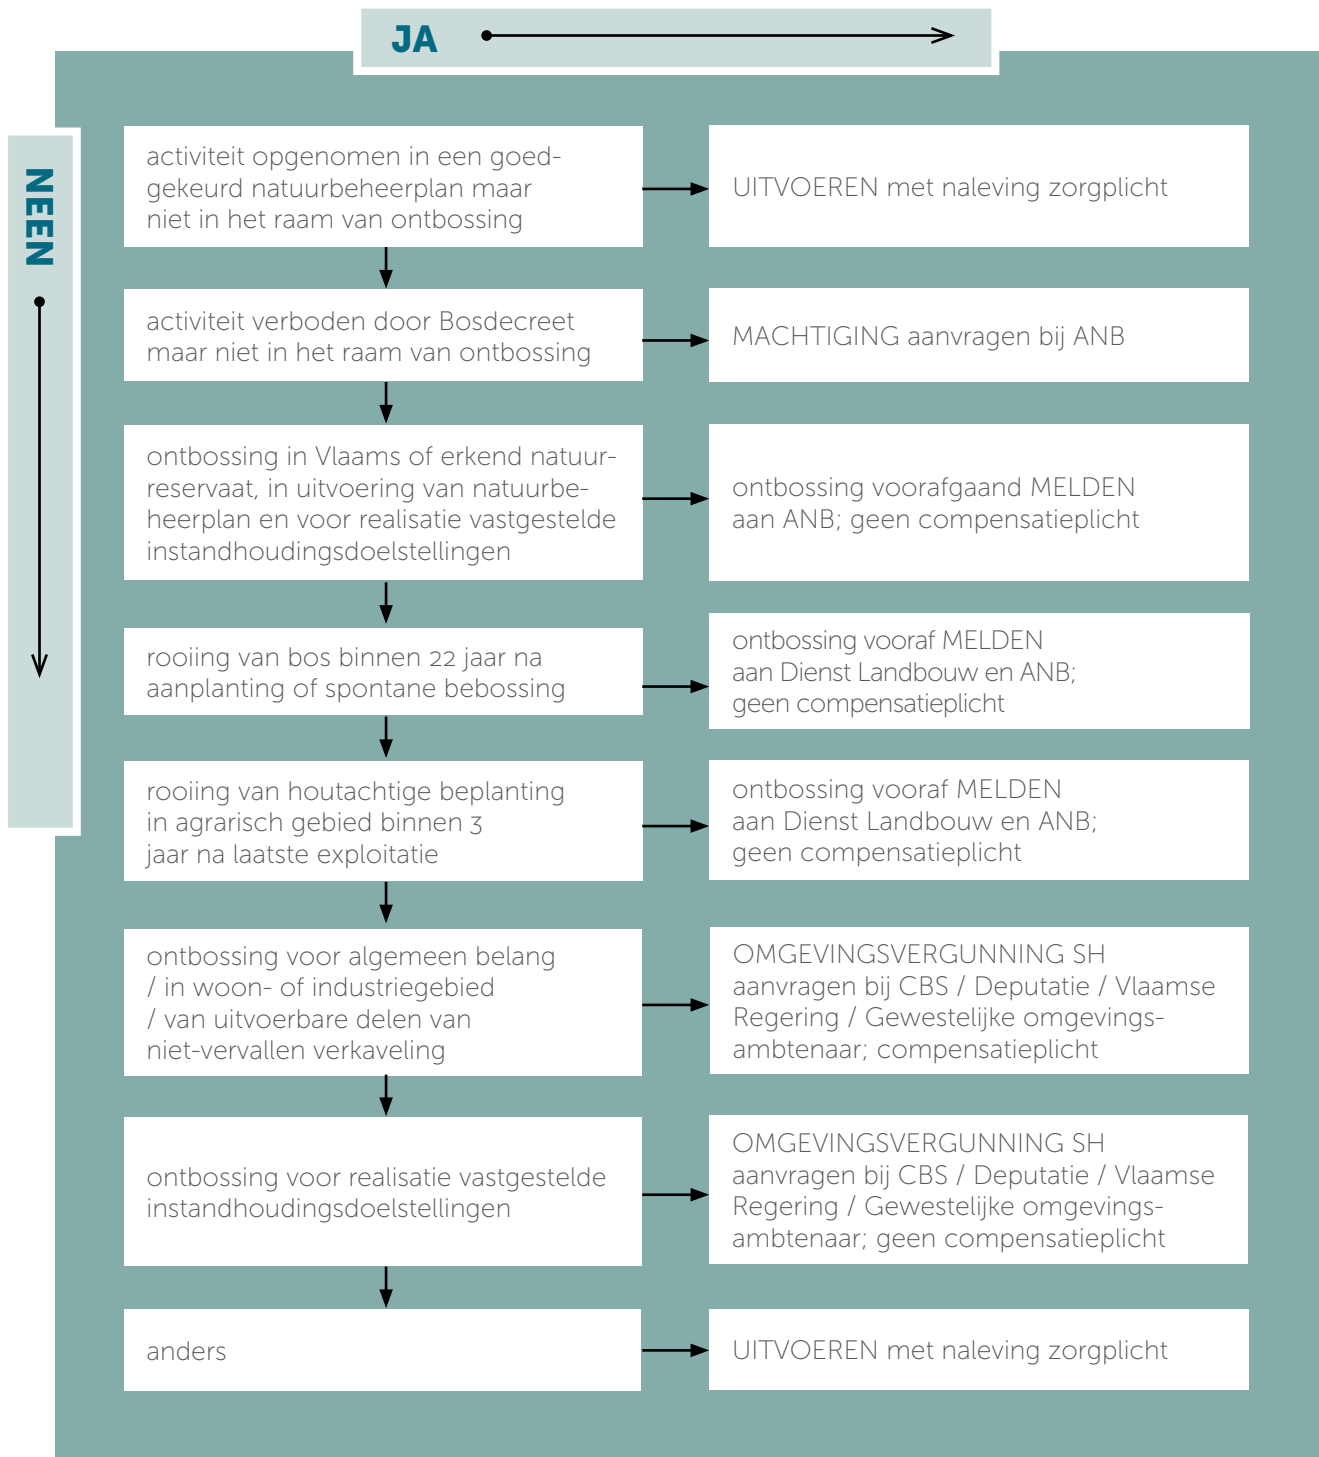 JA
NEEN
activiteit opgenomen in een goed-
gekeurd natuurbeheerplan maar
niet in het raam van ontbossing
UITVOEREN met naleving zorgplicht
activiteit verboden door Bosdecreet
maar niet in het raam van ontbossing
MACHTIGING aanvragen bij ANB
ontbossing in Vlaams of erkend natuur-
reservaat, in uitvoering van natuurbe-
heerplan en voor realisatie vastgestelde
instandhoudingsdoelstellingen
ontbossing voorafgaand MELDEN
aan ANB; geen compensatieplicht
rooiing van bos binnen 22 jaar na
aanplanting of spontane bebossing
ontbossing vooraf MELDEN
aan Dienst Landbouw en ANB;
geen compensatieplicht
rooiing van houtachtige beplanting
in agrarisch gebied binnen 3
jaar na laatste exploitatie
ontbossing vooraf MELDEN
aan Dienst Landbouw en ANB;
geen compensatieplicht
ontbossing voor algemeen belang
/ in woon- of industriegebied
/ van uitvoerbare delen van
niet-vervallen verkaveling
OMGEVINGSVERGUNNING SH
aanvragen bij CBS / Deputatie / Vlaamse
Regering / Gewestelijke omgevings-
ambtenaar; compensatieplicht
ontbossing voor realisatie vastgestelde
instandhoudingsdoelstellingen
OMGEVINGSVERGUNNING SH
aanvragen bij CBS / Deputatie / Vlaamse
Regering / Gewestelijke omgevings-
ambtenaar; geen compensatieplicht
anders
UITVOEREN met naleving zorgplicht